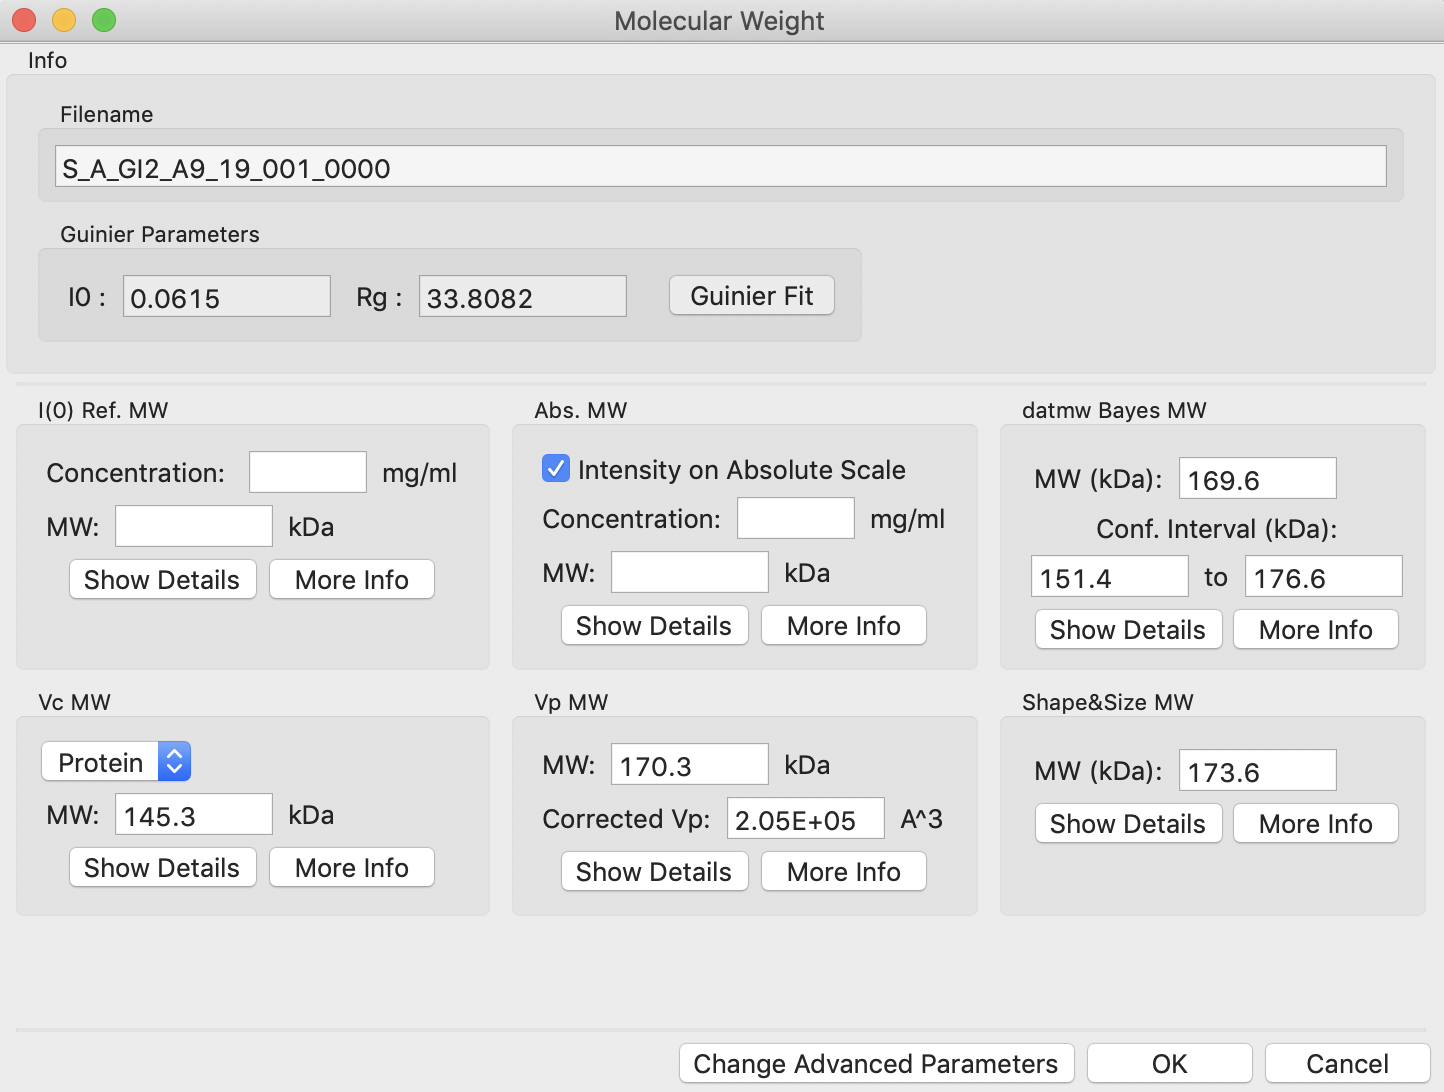 Molecular Weight
Info
Filename
S_A_GI2_A9_19_001_0000
Guinier Parameters
I0 : 0.0615 Rg : 33.8082 Guinier Fit
I(0) Ref. MW
Concentration: mg/ml
MW: kDa
Show Details More Info
Abs. MW
Intensity on Absolute Scale
Concentration: mg/ml
MW: kDa
Show Details More Info
datmw Bayes MW
MW (kDa): 169.6
Conf. Interval (kDa):
151.4 to 176.6
Show Details More Info
Vc MW
Protein
MW: 145.3 kDa
Show Details More Info
Vp MW
MW: 170.3 kDa
Corrected Vp: 2.05E+05 A^3
Show Details More Info
Shape&Size MW
MW (kDa): 173.6
Show Details More Info
Change Advanced Parameters OK Cancel